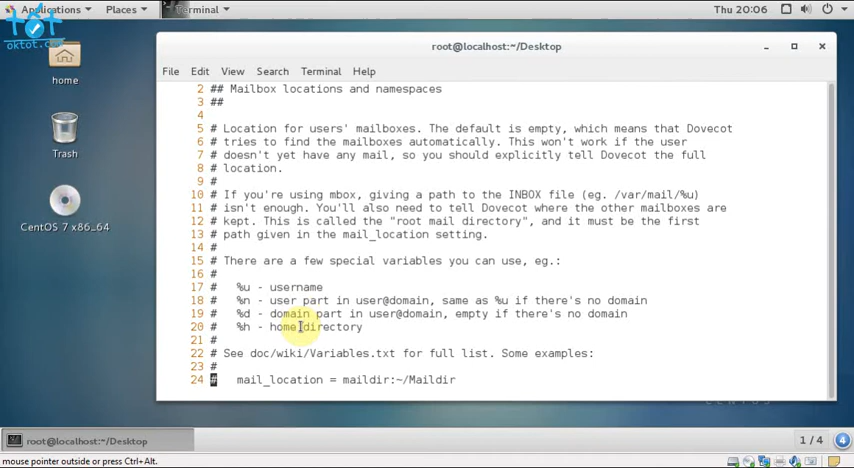 Applications
Places
Terminal
Thu 20:06
oktot.com
home
Trash
CentOS 7 x86_64
root@localhost:~/Desktop
File Edit View Search Terminal Help
2 ## Mailbox locations and namespaces
3 ##
4
5 # Location for users' mailboxes. The default is empty, which means that Dovecot
6 # tries to find the mailboxes automatically. This won't work if the user
7 # doesn't yet have any mail, so you should explicitly tell Dovecot the full
8 # location.
9 #
10 # If you're using mbox, giving a path to the INBOX file (eg. /var/mail/%u)
11 # isn't enough. You'll also need to tell Dovecot where the other mailboxes are
12 # kept. This is called the "root mail directory", and it must be the first
13 # path given in the mail_location setting.
14 #
15 # There are a few special variables you can use, eg.:
16 #
17 # %u - username
18 # %n - user part in user@domain, same as %u if there's no domain
19 # %d - domain part in user@domain, empty if there's no domain
20 # %h - home directory
21 #
22 # See doc/wiki/Variables.txt for full list. Some examples:
23 #
24 # mail_location = maildir:~/Maildir
root@localhost:~/Desktop
1 / 4
4
mouse pointer outside or press Ctrl+Alt.
Right Ctrl